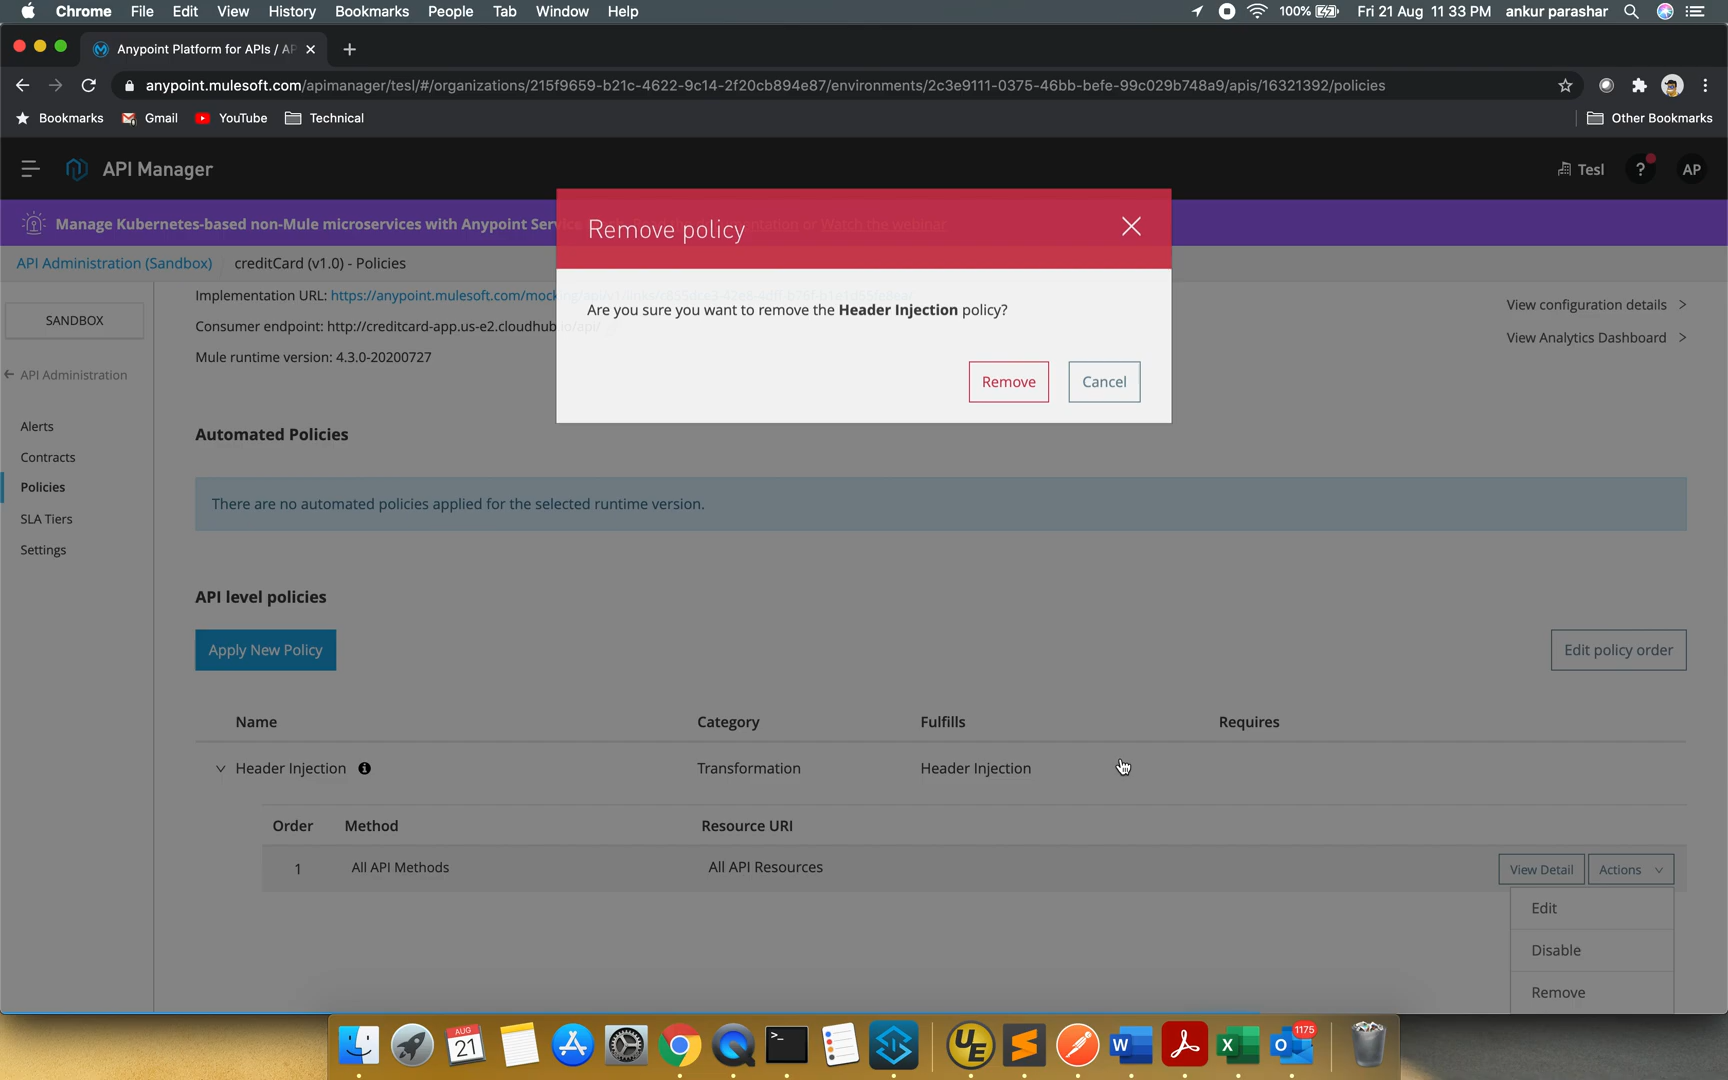 Chrome File Edit View History Bookmarks People Tab Window Help 100% Fri 21 Aug 11 33 PM ankur parashar
Anypoint Platform for APIs / AP
anypoint.mulesoft.com/apimanager/tesl/#/organizations/215f9659-b21c-4622-9c14-2f20cb894e87/environments/2c3e9111-0375-46bb-befe-99c029b748a9/apis/16321392/policies
Bookmarks Gmail YouTube Technical Other Bookmarks
API Manager Tesl ? AP
Manage Kubernetes-based non-Mule microservices with Anypoint Watch the webinar
Remove policy
API Administration (Sandbox) creditCard (v1.0) - Policies
Implementation URL: https://anypoint.mulesoft.com/
View configuration details >
SANDBOX
Are you sure you want to remove the Header Injection policy?
Consumer endpoint: http://creditcard-app.us-e2.cloudhub
View Analytics Dashboard >
Mule runtime version: 4.3.0-20200727
API Administration
Remove Cancel
Alerts
Automated Policies
Contracts
Policies
There are no automated policies applied for the selected runtime version.
SLA Tiers
Settings
API level policies
Apply New Policy Edit policy order
Name Category Fulfills Requires
Header Injection Transformation Header Injection
Order Method Resource URI
1 All API Methods All API Resources View Detail Actions
Edit
Disable
Remove
AUG
21
UE
W
X
O
1175